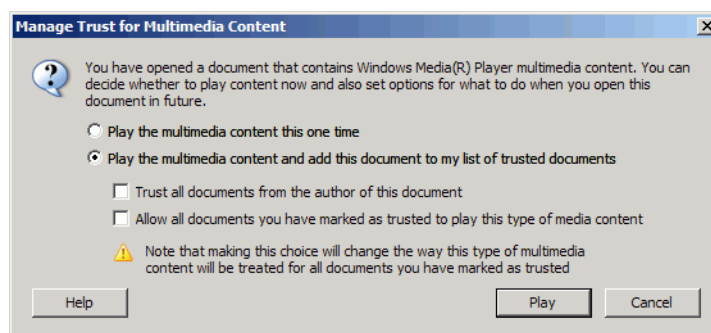 Manage Trust for Multimedia Content
You have opened a document that contains Windows Media(R) Player multimedia content. You can
decide whether to play content now and also set options for what to do when you open this
document in future.
Play the multimedia content this one time
Play the multimedia content and add this document to my list of trusted documents
Trust all documents from the author of this document
Allow all documents you have marked as trusted to play this type of media content
Note that making this choice will change the way this type of multimedia
content will be treated for all documents you have marked as trusted
Help Play Cancel